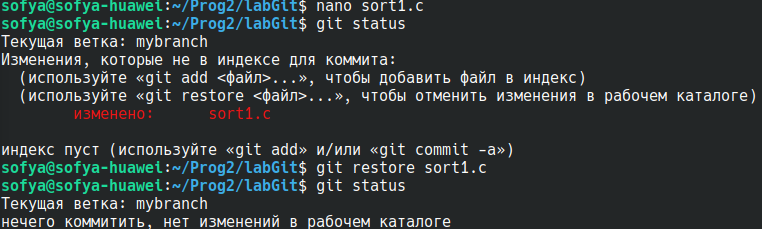 sofya@sofya-huawei:~/Prog2/labGit$ nano sort1.c
sofya@sofya-huawei:~/Prog2/labGit$ git status
Текущая ветка: mybranch
Изменения, которые не в индексе для коммита:
  (используйте «git add <файл>...», чтобы добавить файл в индекс)
  (используйте «git restore <файл>...», чтобы отменить изменения в рабочем каталоге)
        изменено:      sort1.c

индекс пуст (используйте «git add» и/или «git commit -a»)
sofya@sofya-huawei:~/Prog2/labGit$ git restore sort1.c
sofya@sofya-huawei:~/Prog2/labGit$ git status
Текущая ветка: mybranch
нечего коммитить, нет изменений в рабочем каталоге